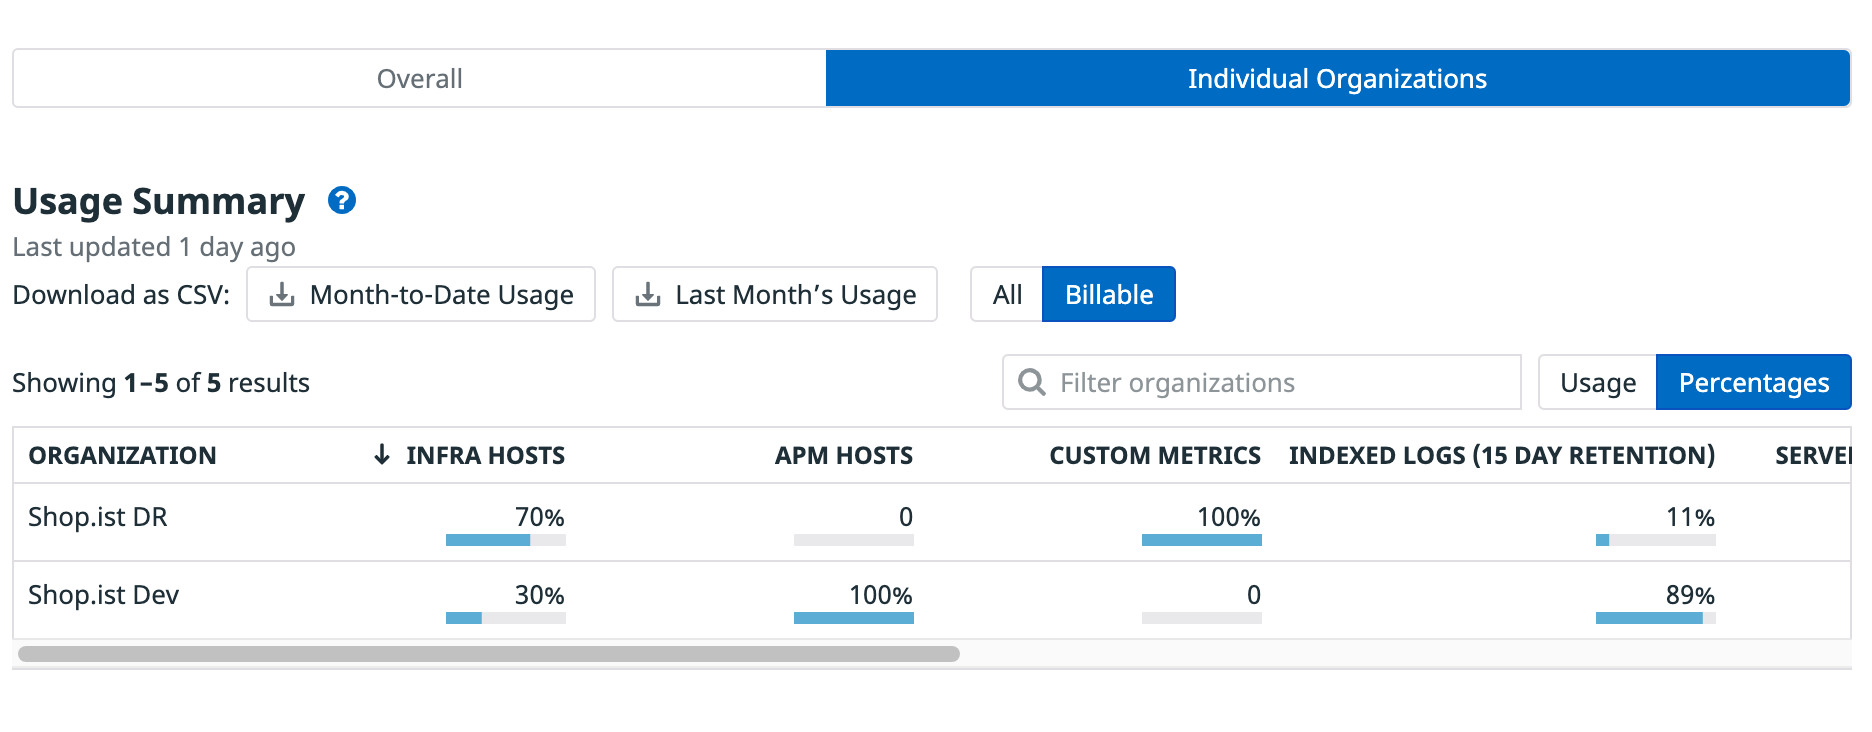 Overall Individual Organizations
Usage Summary ?
Last updated 1 day ago
Download as CSV: Month-to-Date Usage Last Month's Usage All Billable
Showing 1–5 of 5 results Filter organizations Usage Percentages
ORGANIZATION ↓ INFRA HOSTS APM HOSTS CUSTOM METRICS INDEXED LOGS (15 DAY RETENTION)
Shop.ist DR 70% 0 100% 11%
Shop.ist Dev 30% 100% 0 89%